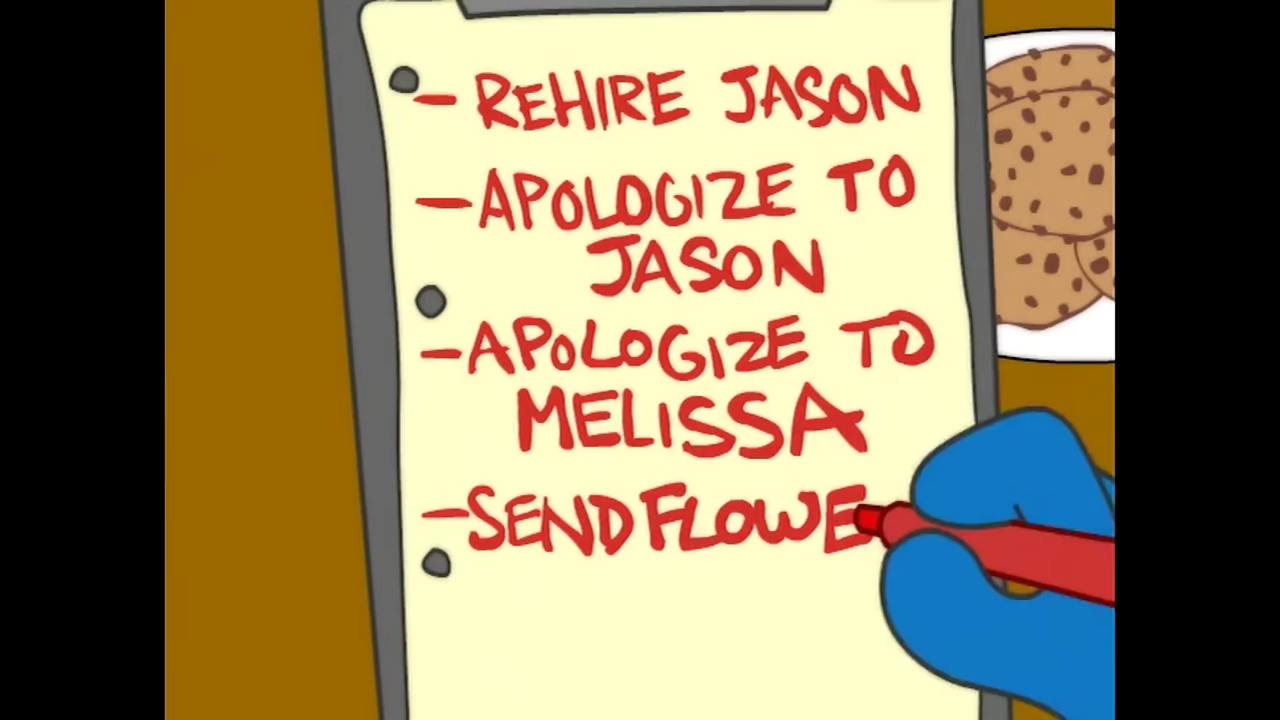 - REHIRE JASON
- APOLOGIZE TO
JASON
- APOLOGIZE TO
MELISSA
- SEND FLOWE